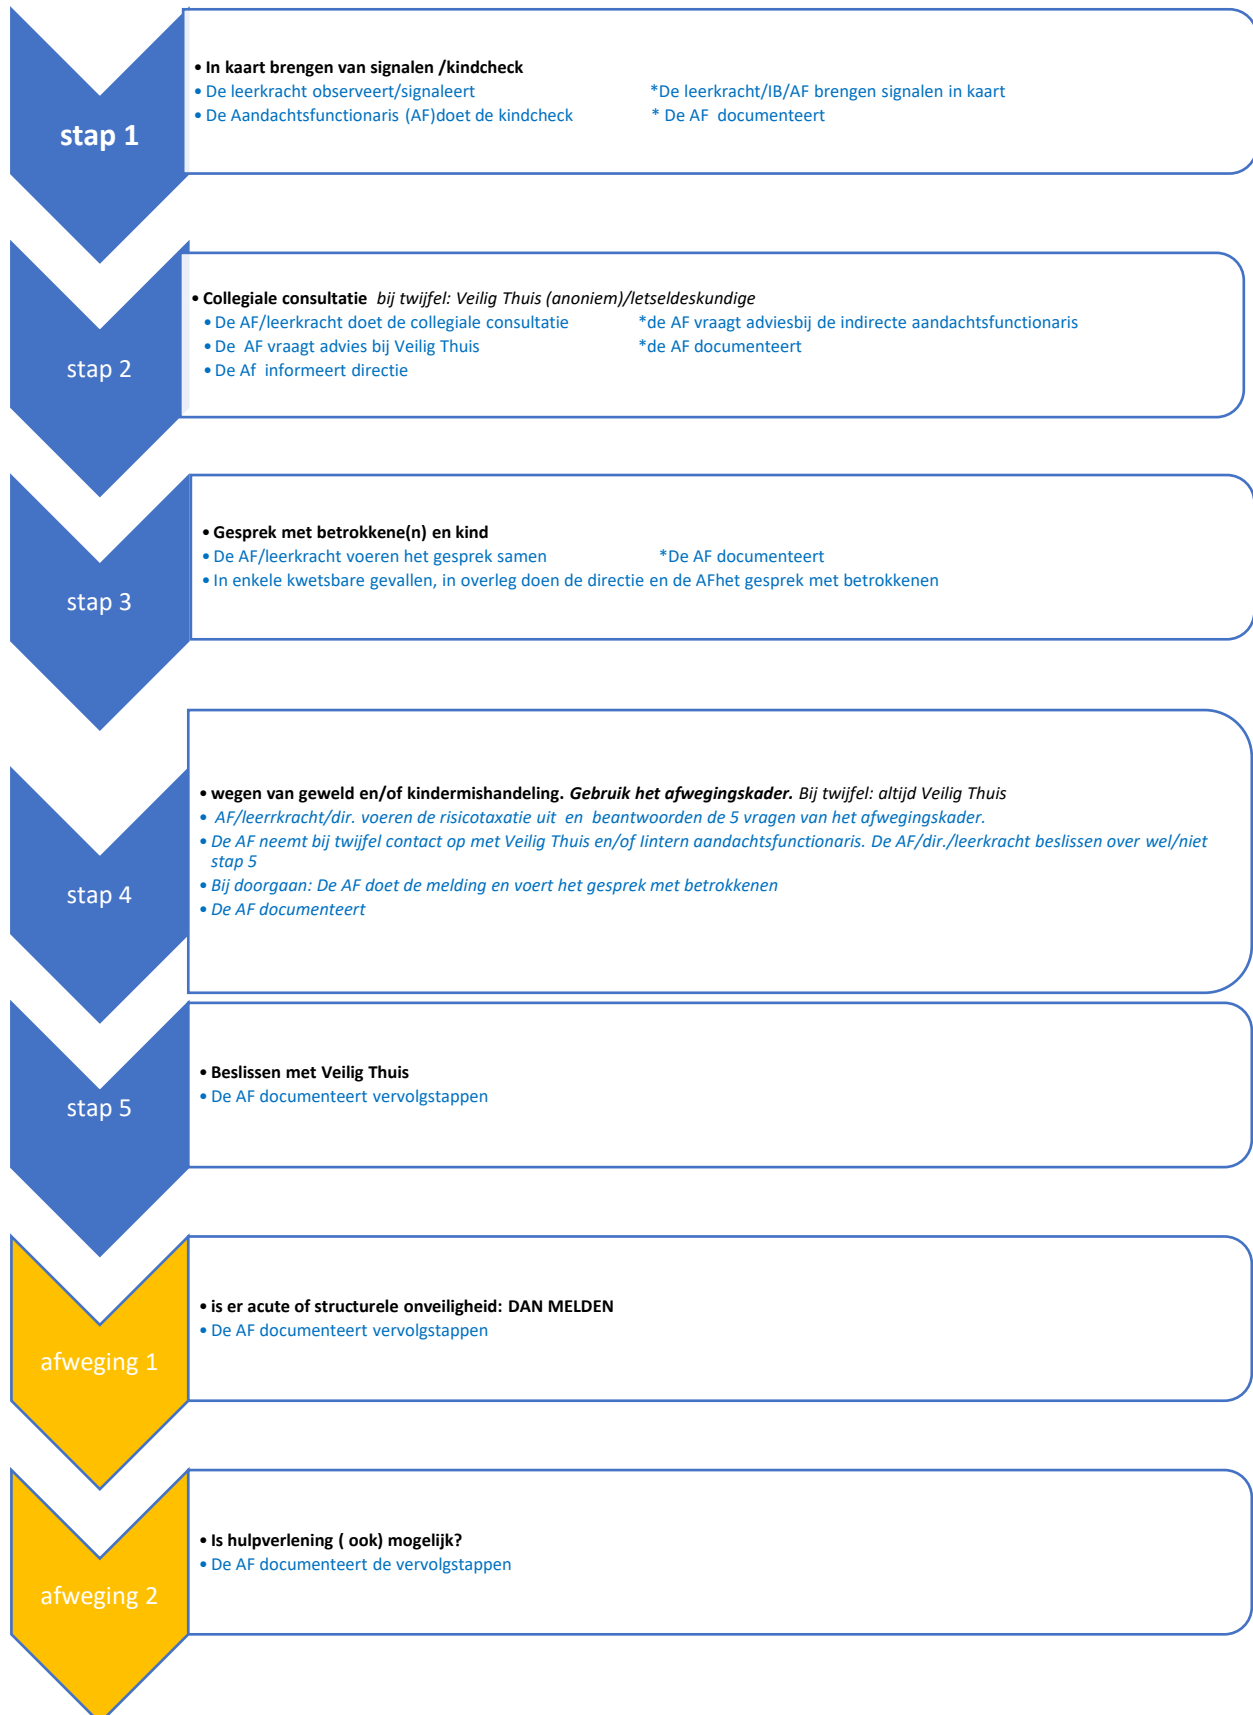 stap 1
• In kaart brengen van signalen /kindcheck
• De leerkracht observeert/signaleert *De leerkracht/IB/AF brengen signalen in kaart
• De Aandachtsfunctionaris (AF)doet de kindcheck * De AF documenteert
stap 2
• Collegiale consultatie bij twijfel: Veilig Thuis (anoniem)/letseldeskundige
• De AF/leerkracht doet de collegiale consultatie *de AF vraagt adviesbij de indirecte aandachtsfunctionaris
• De AF vraagt advies bij Veilig Thuis *de AF documenteert
• De Af informeert directie
stap 3
• Gesprek met betrokkene(n) en kind
• De AF/leerkracht voeren het gesprek samen *De AF documenteert
• In enkele kwetsbare gevallen, in overleg doen de directie en de AFhet gesprek met betrokkenen
stap 4
• wegen van geweld en/of kindermishandeling. Gebruik het afwegingskader. Bij twijfel: altijd Veilig Thuis
• AF/leerrkracht/dir. voeren de risicotaxatie uit en beantwoorden de 5 vragen van het afwegingskader.
• De AF neemt bij twijfel contact op met Veilig Thuis en/of Iintern aandachtsfunctionaris. De AF/dir./leerkracht beslissen over wel/niet
stap 5
• Bij doorgaan: De AF doet de melding en voert het gesprek met betrokkenen
• De AF documenteert
stap 5
• Beslissen met Veilig Thuis
• De AF documenteert vervolgstappen
afweging 1
• is er acute of structurele onveiligheid: DAN MELDEN
• De AF documenteert vervolgstappen
afweging 2
• Is hulpverlening ( ook) mogelijk?
• De AF documenteert de vervolgstappen